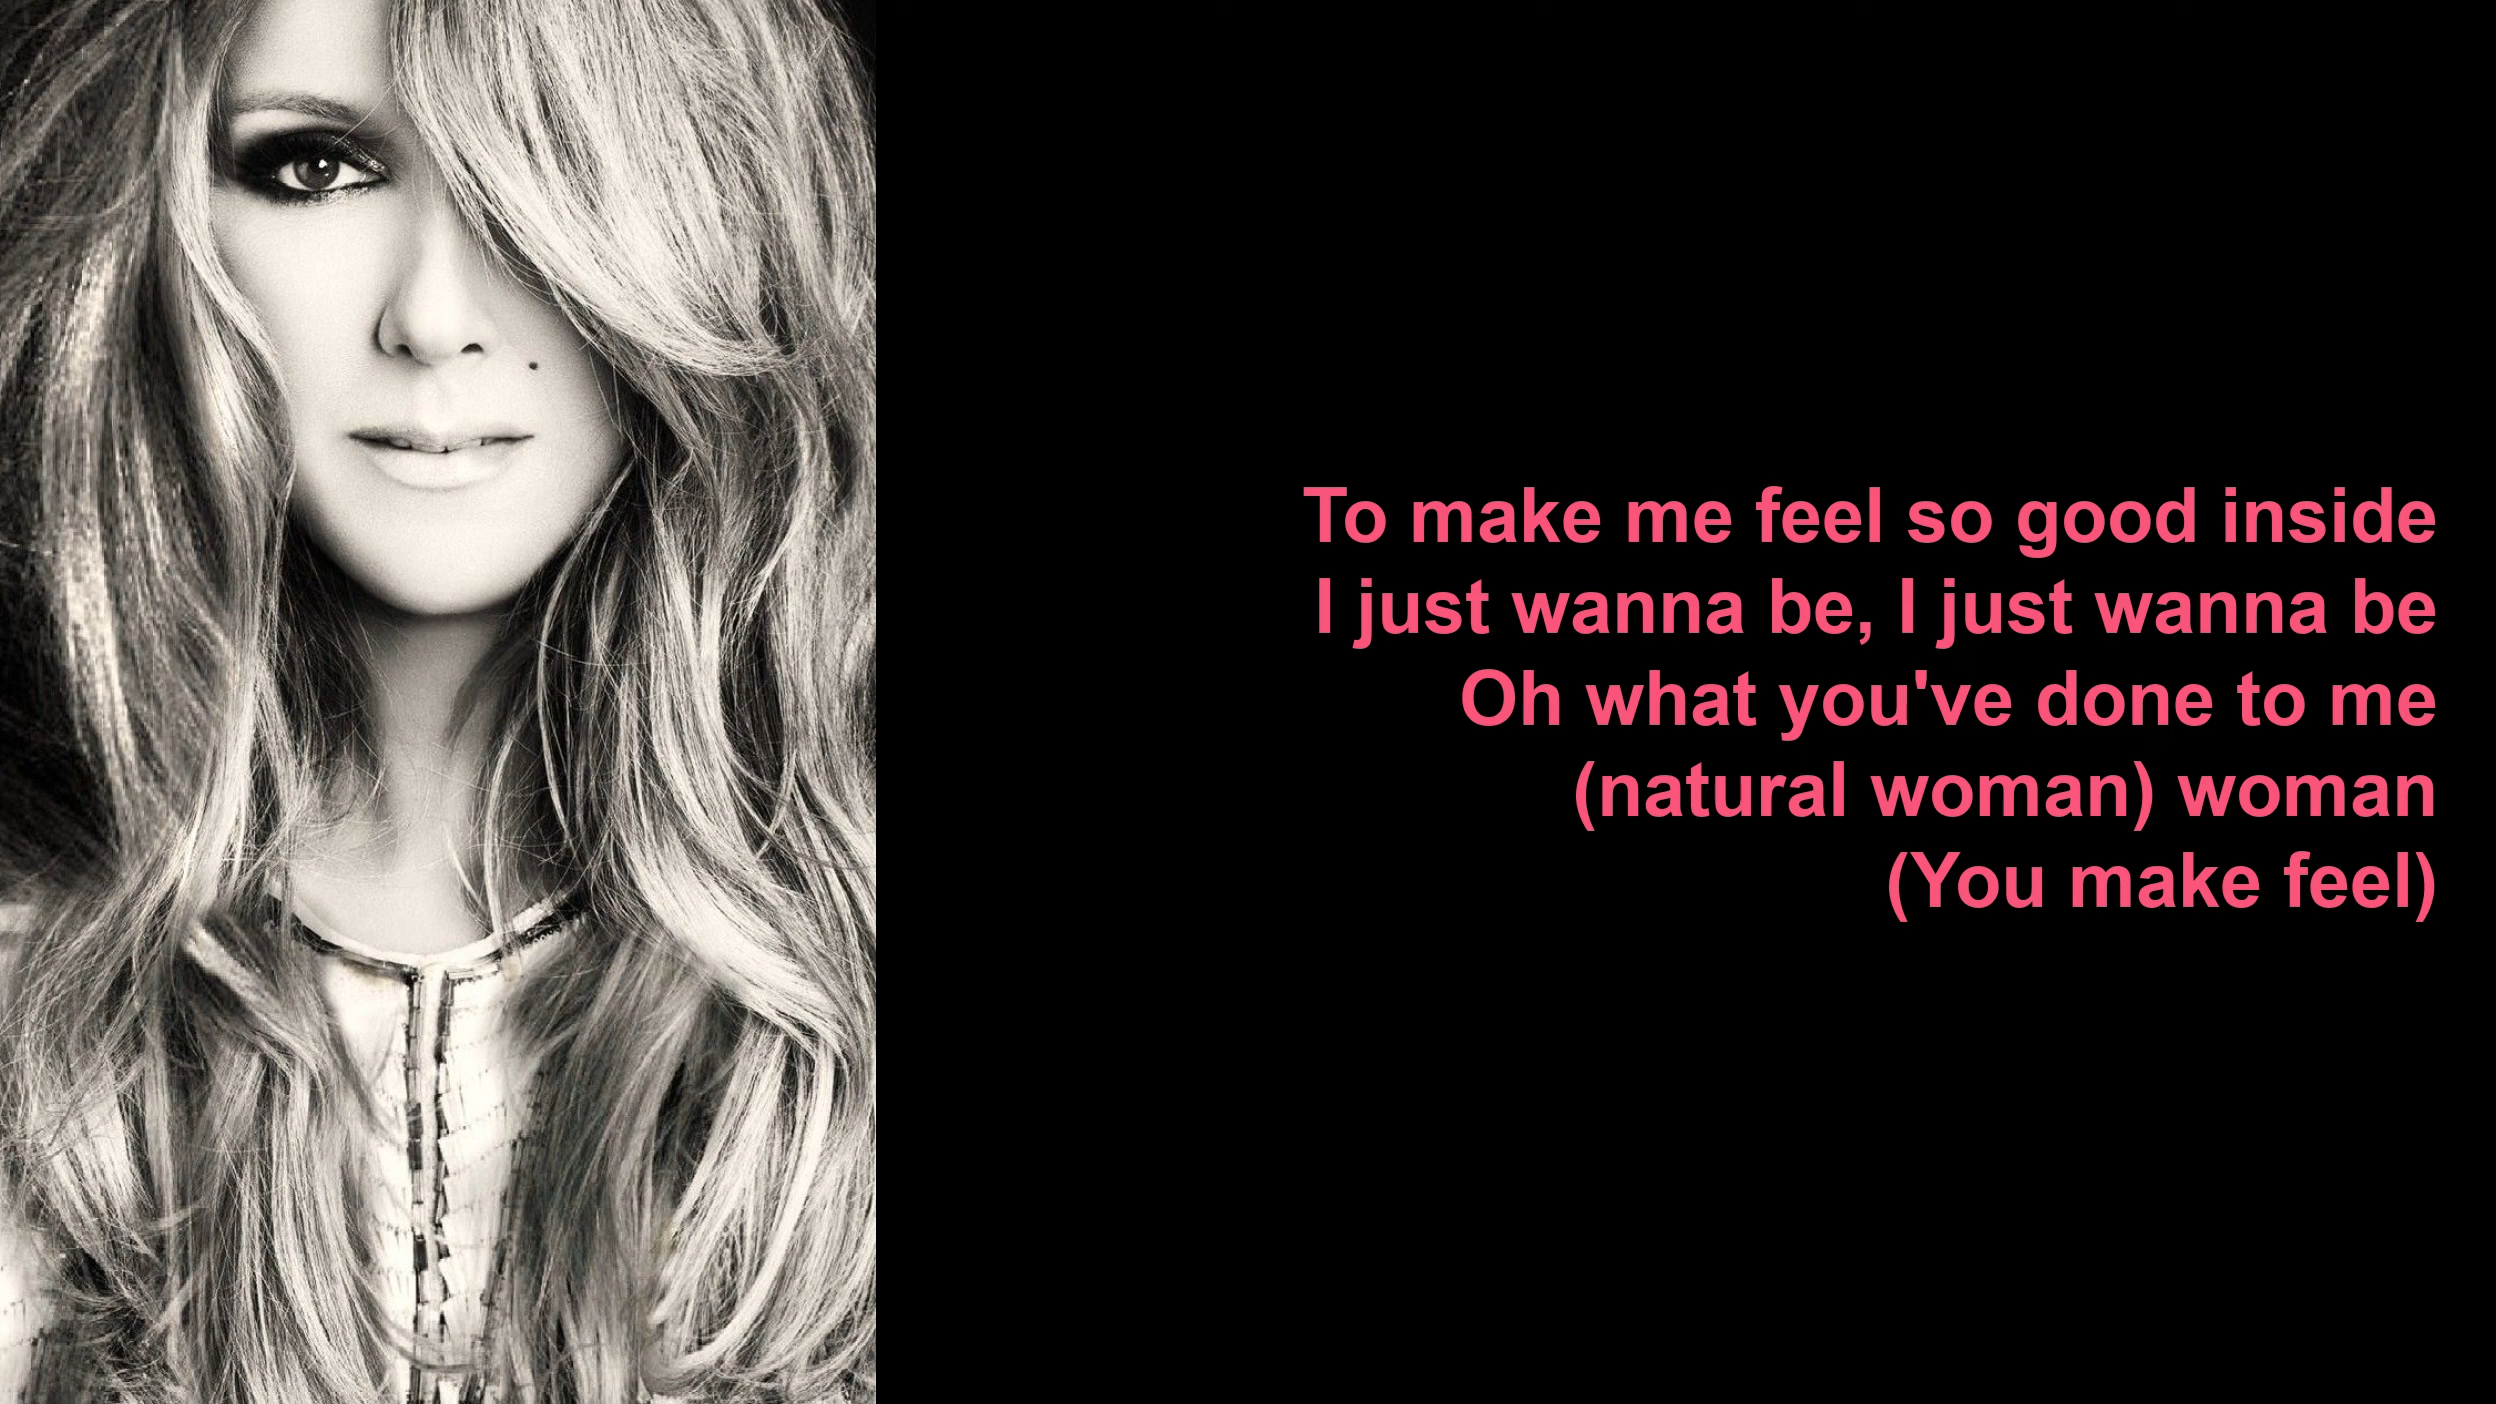 To make me feel so good inside
I just wanna be, I just wanna be
Oh what you've done to me
(natural woman) woman
(You make feel)